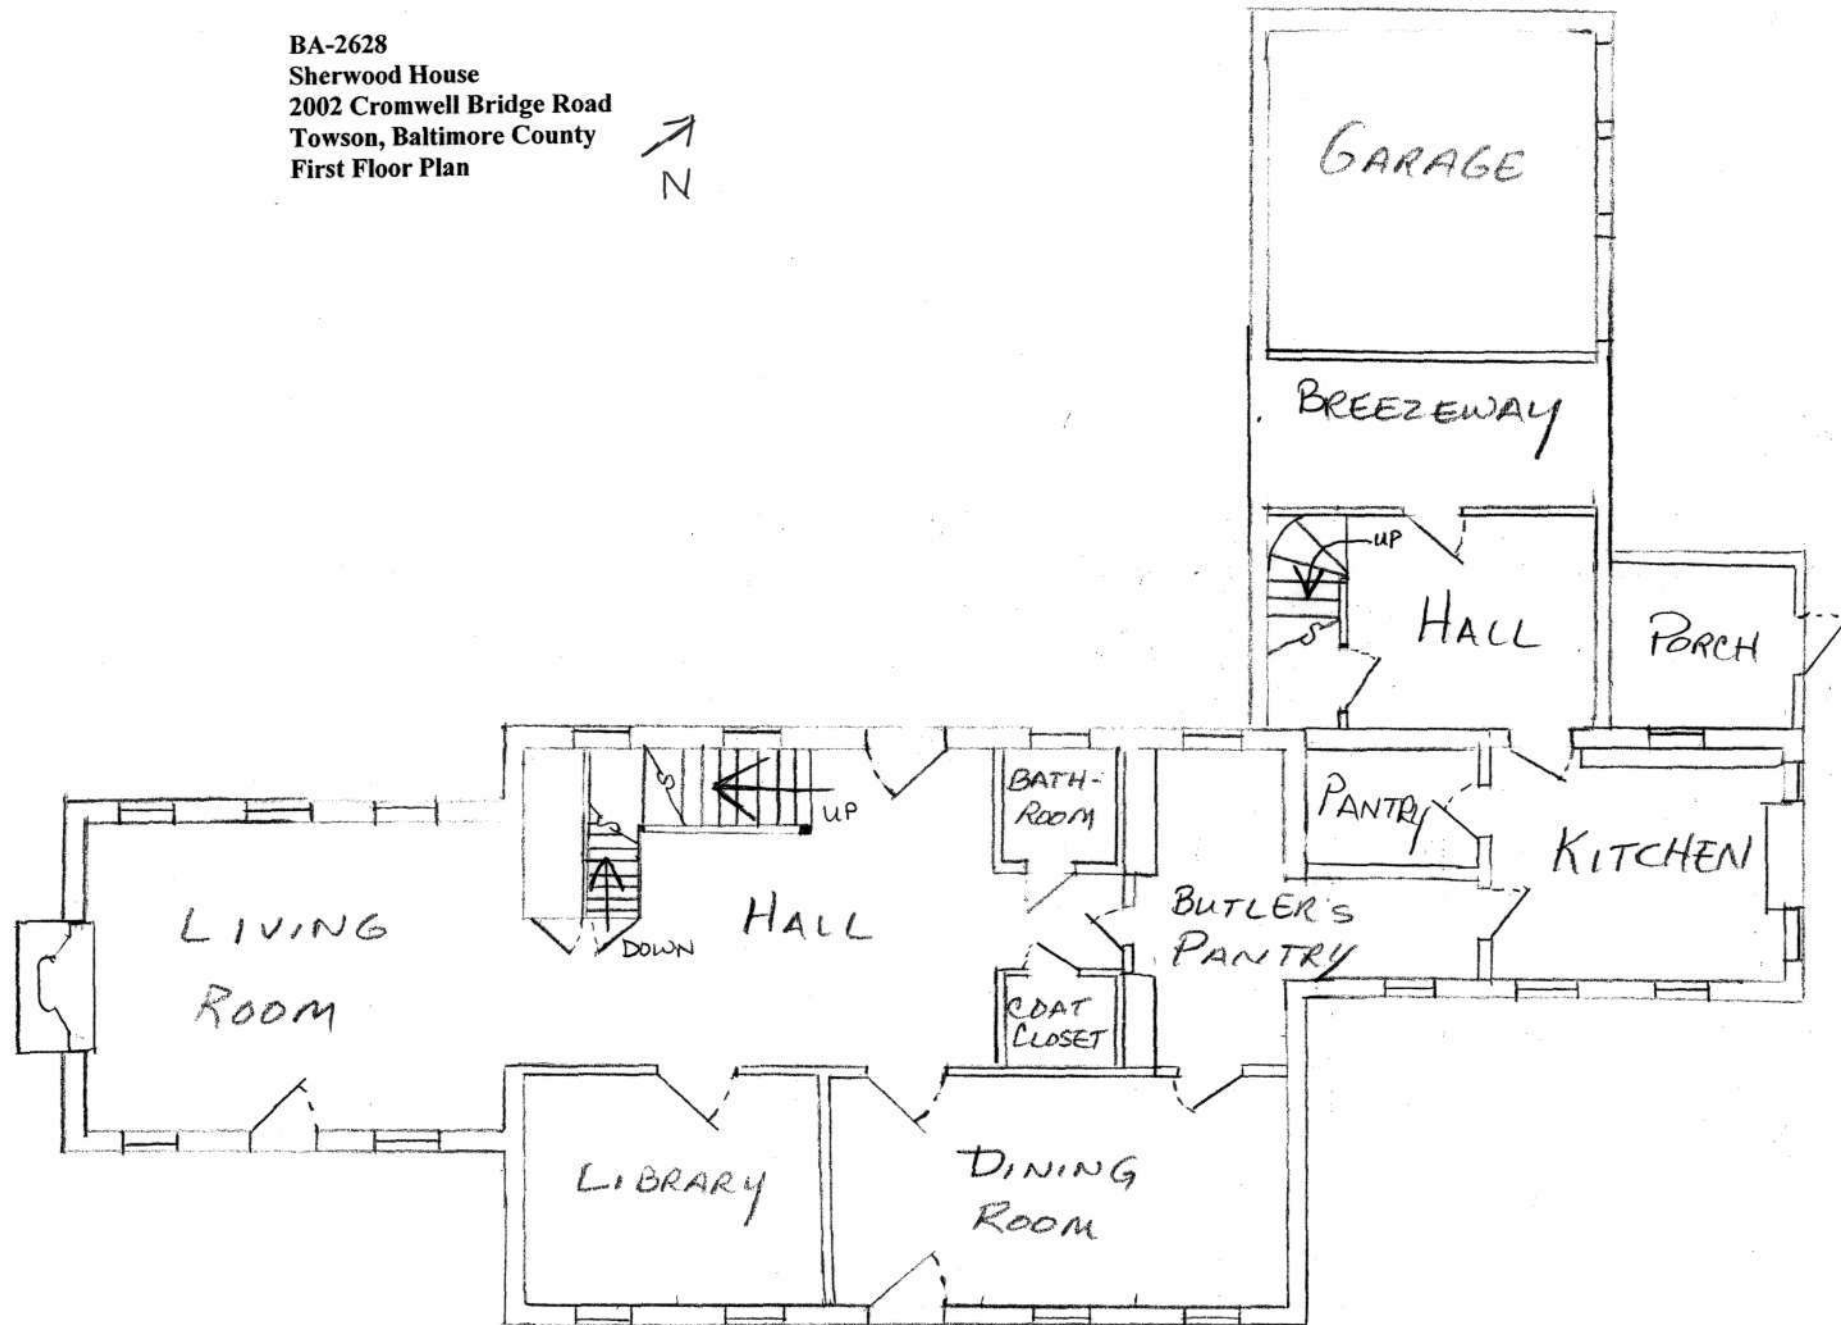 BA-2628
Sherwood House
2002 Cromwell Bridge Road
Towson, Baltimore County
First Floor Plan
N
GARAGE
BREEZEWAY
UP
HALL
PORCH
BATH-
ROOM
UP
PANTRY
KITCHEN
LIVING
ROOM
HALL
DOWN
BUTLER'S
PANTRY
COAT
CLOSET
LIBRARY
DINING
ROOM